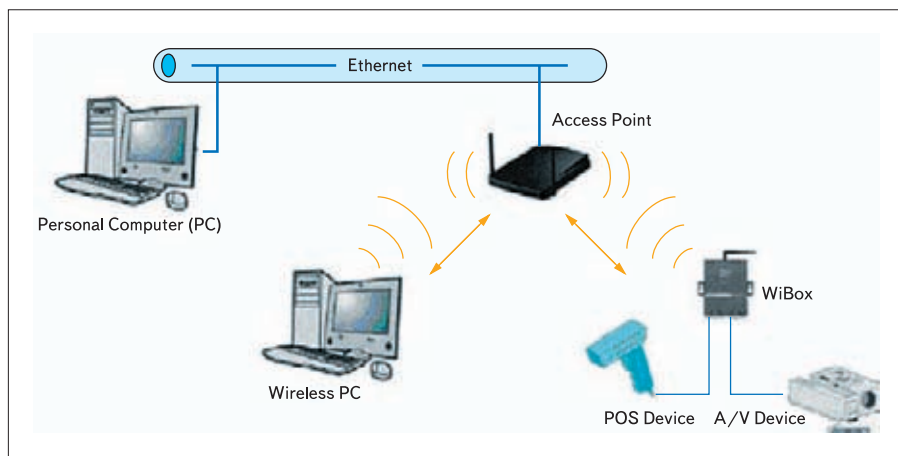 Ethernet
Access Point
Personal Computer (PC)
WiBox
Wireless PC
POS Device
A/V Device